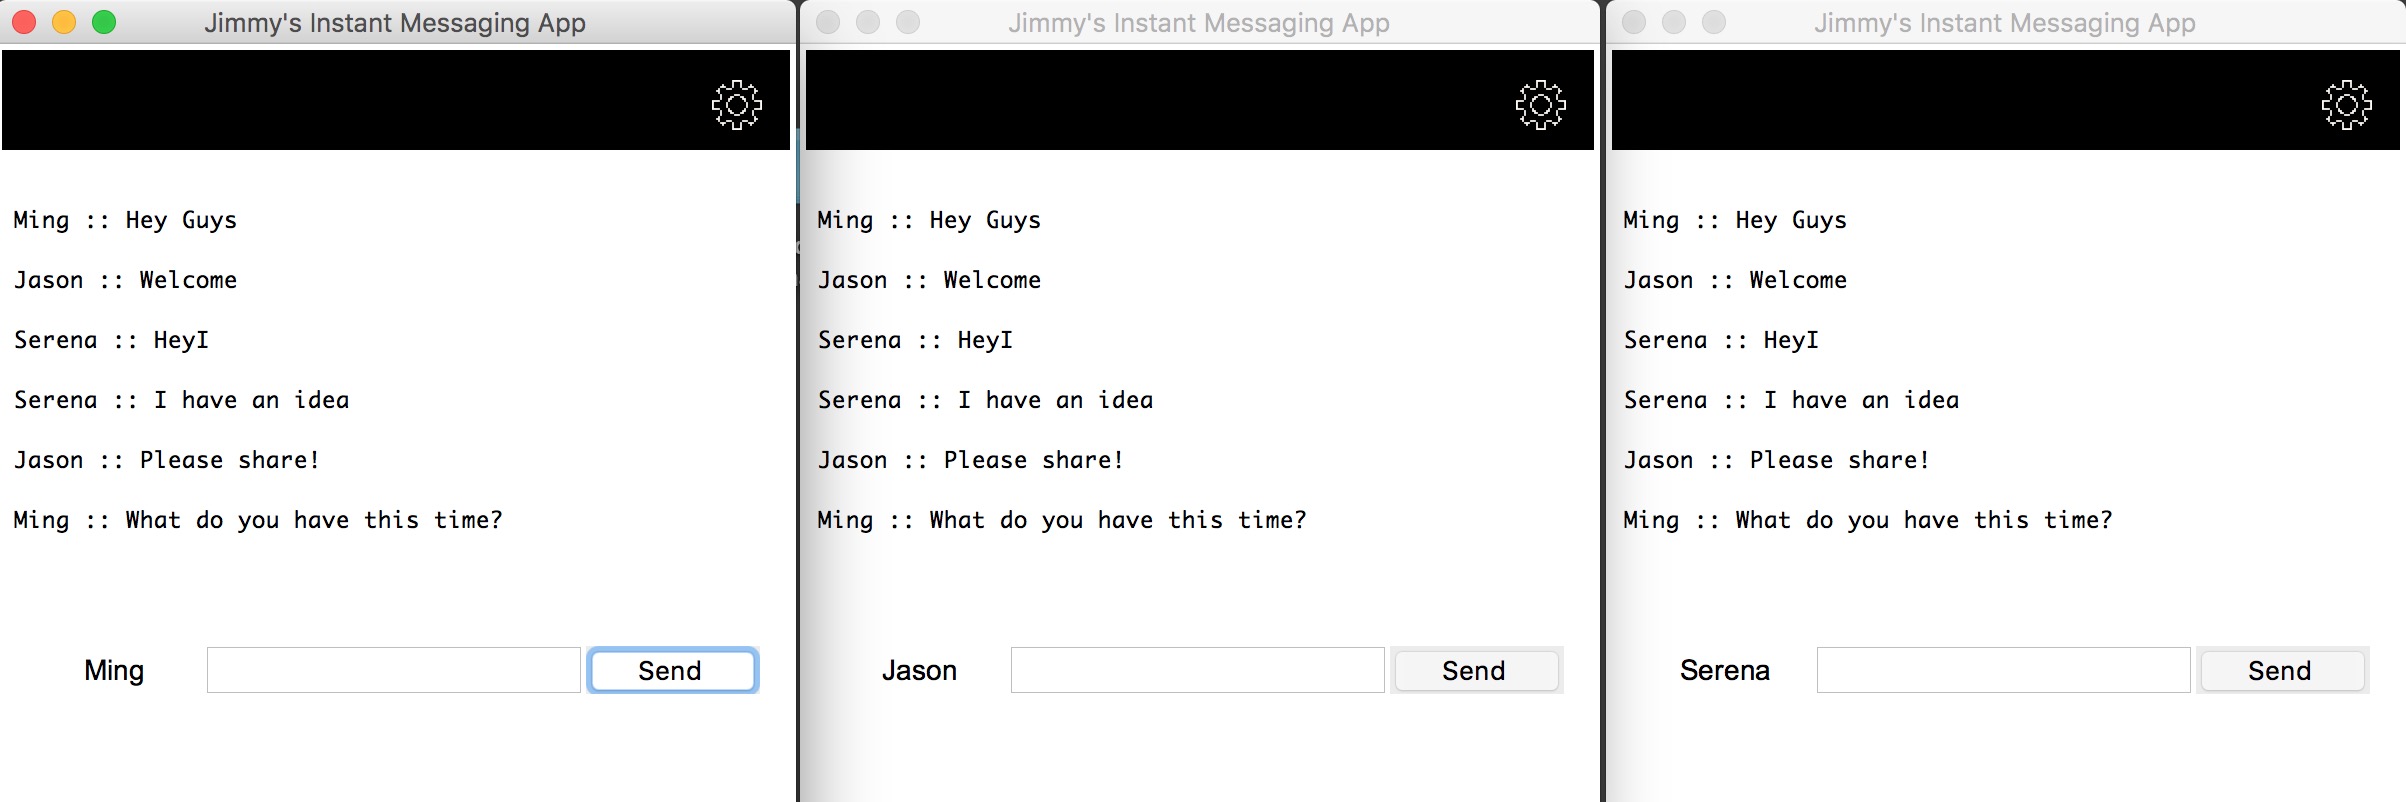 Jimmy's Instant Messaging App
Ming :: Hey Guys
Jason :: Welcome
Serena :: HeyI
Serena :: I have an idea
Jason :: Please share!
Ming :: What do you have this time?
Ming
Send
Jimmy's Instant Messaging App
Ming :: Hey Guys
Jason :: Welcome
Serena :: HeyI
Serena :: I have an idea
Jason :: Please share!
Ming :: What do you have this time?
Jason
Send
Jimmy's Instant Messaging App
Ming :: Hey Guys
Jason :: Welcome
Serena :: HeyI
Serena :: I have an idea
Jason :: Please share!
Ming :: What do you have this time?
Serena
Send